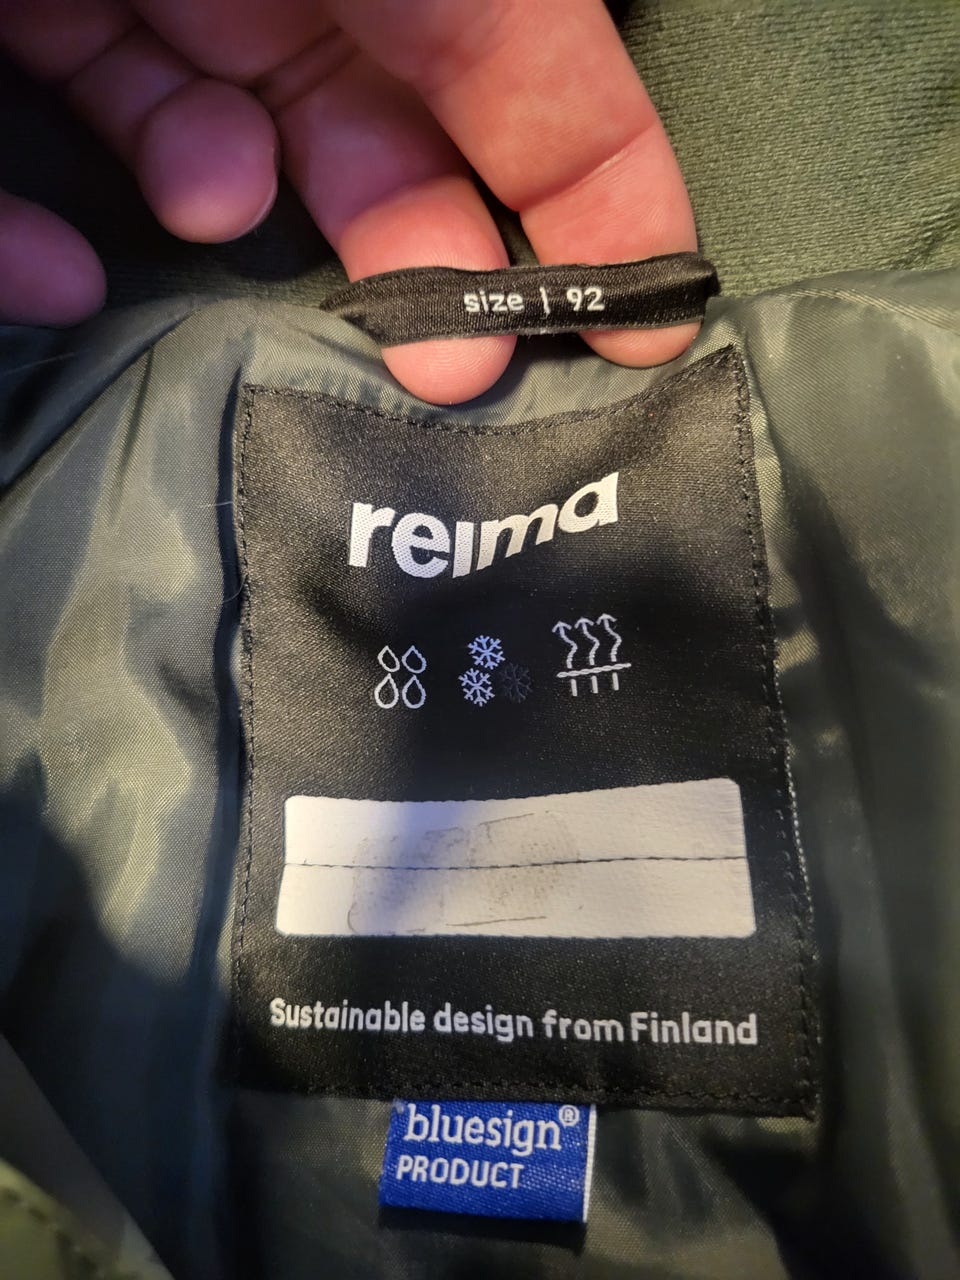 size | 92
reima
Sustainable design from Finland
bluesign®
PRODUCT